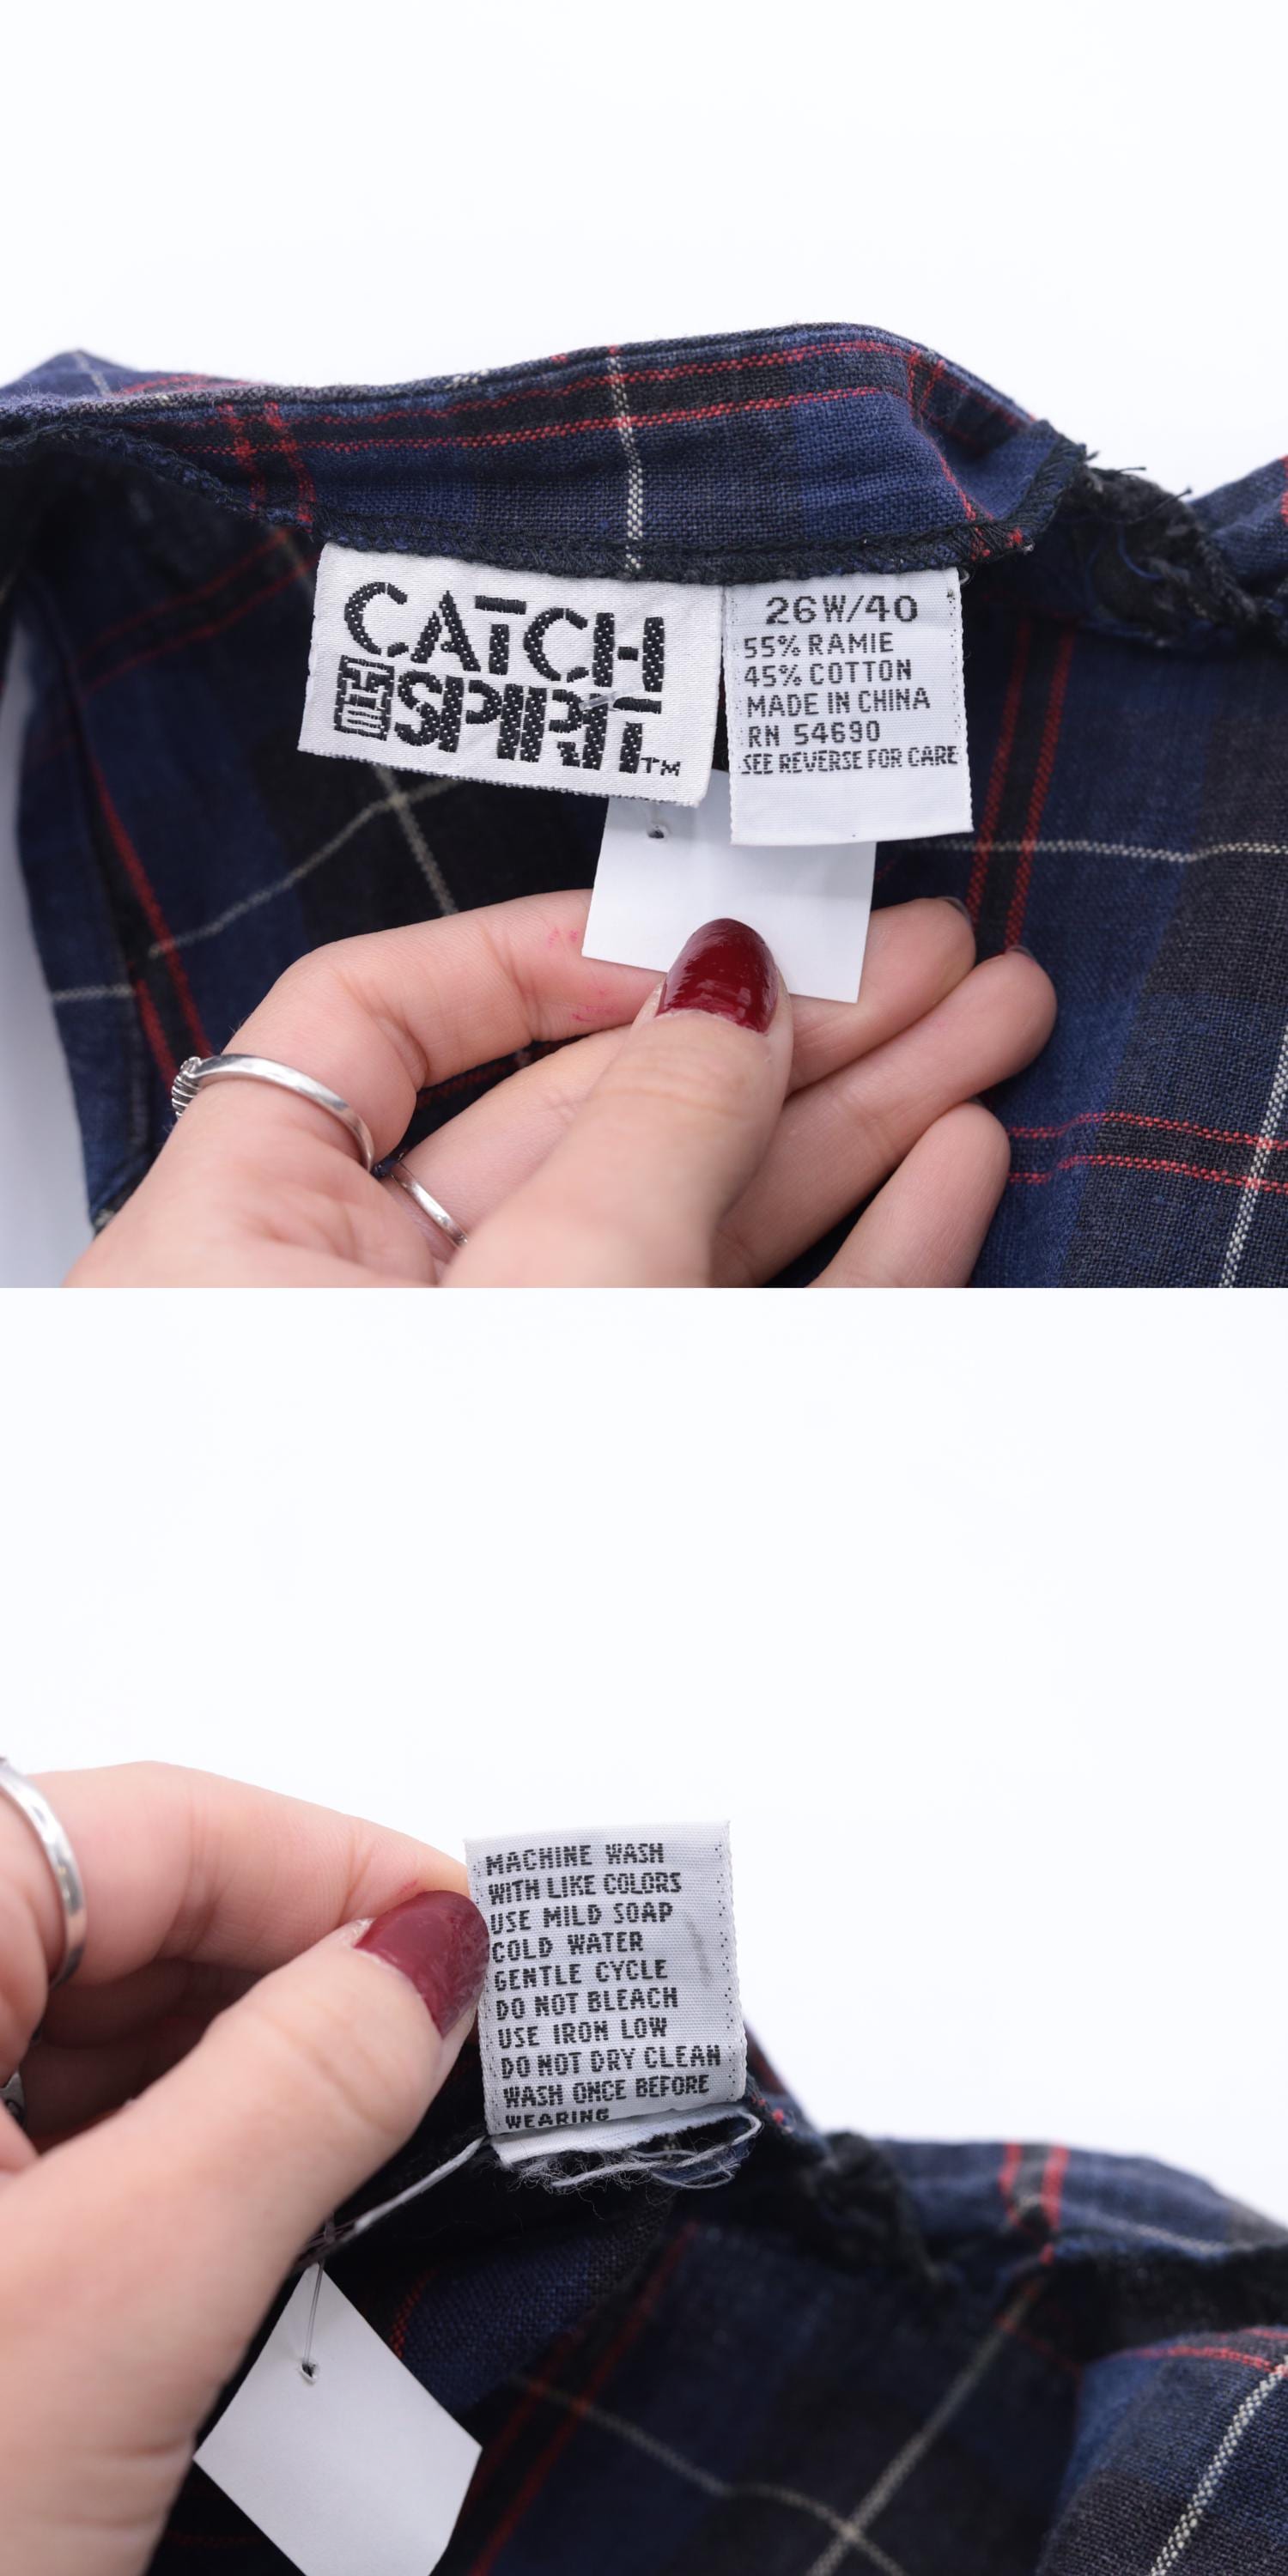 CATCH
THE SPIRIT™
26W/40
55% RAMIE
45% COTTON
MADE IN CHINA
RN 54690
SEE REVERSE FOR CARE
MACHINE WASH
WITH LIKE COLORS
USE MILD SOAP
COLD WATER
GENTLE CYCLE
DO NOT BLEACH
USE IRON LOW
DO NOT DRY CLEAN
WASH ONCE BEFORE
WEARING